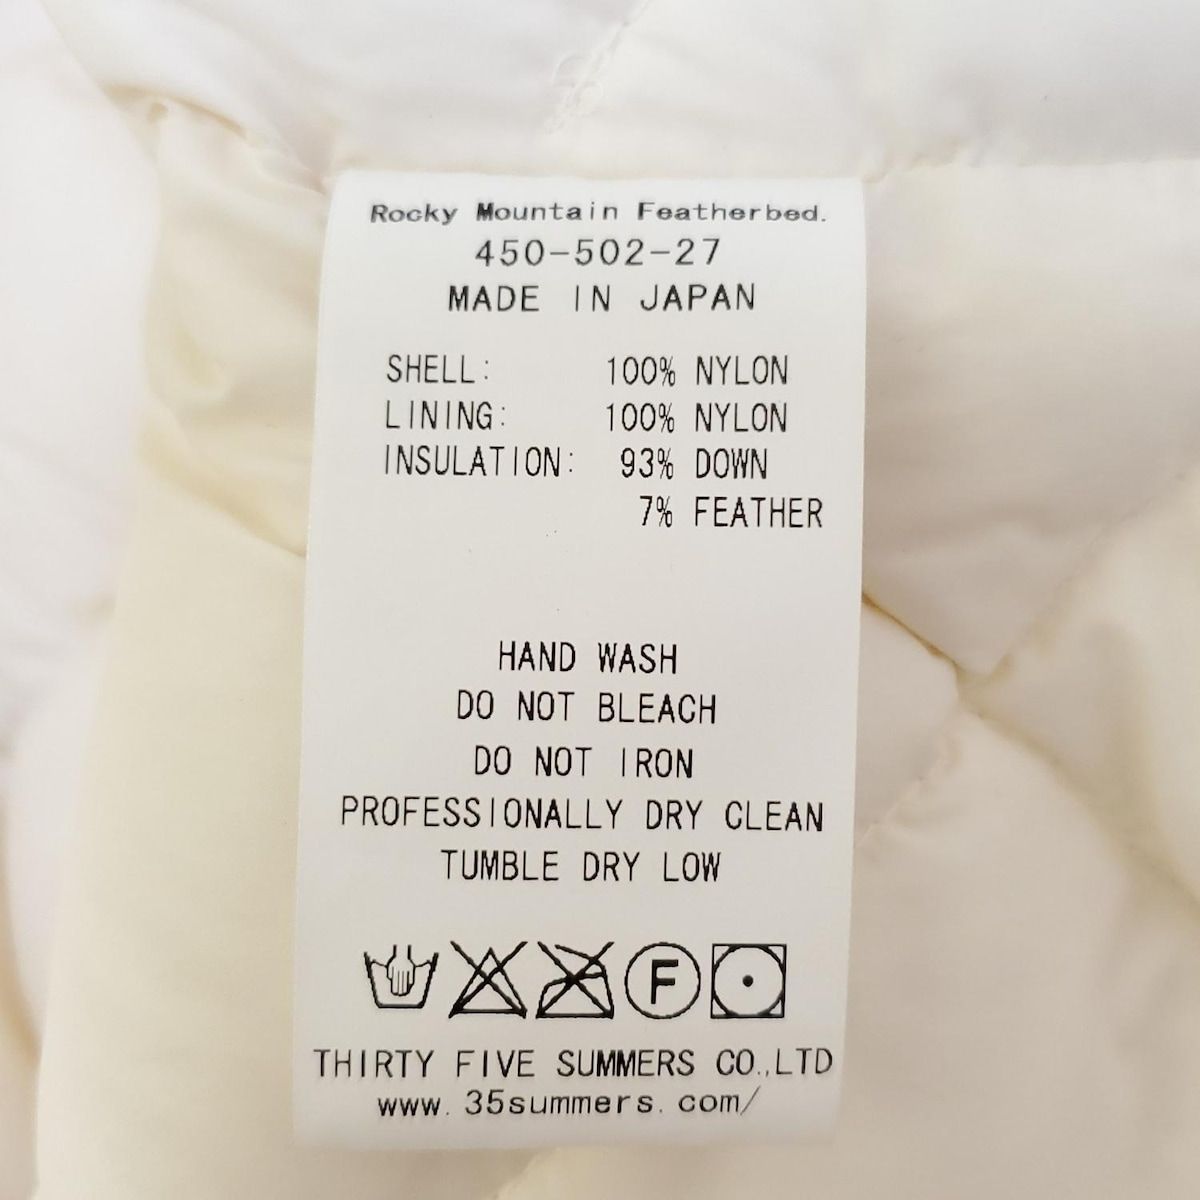 Rocky Mountain Featherbed.
450-502-27
MADE IN JAPAN
SHELL: 100% NYLON
LINING: 100% NYLON
INSULATION: 93% DOWN
7% FEATHER
HAND WASH
DO NOT BLEACH
DO NOT IRON
PROFESSIONALLY DRY CLEAN
TUMBLE DRY LOW
F
THIRTY FIVE SUMMERS CO.,LTD
www.35summers.com/